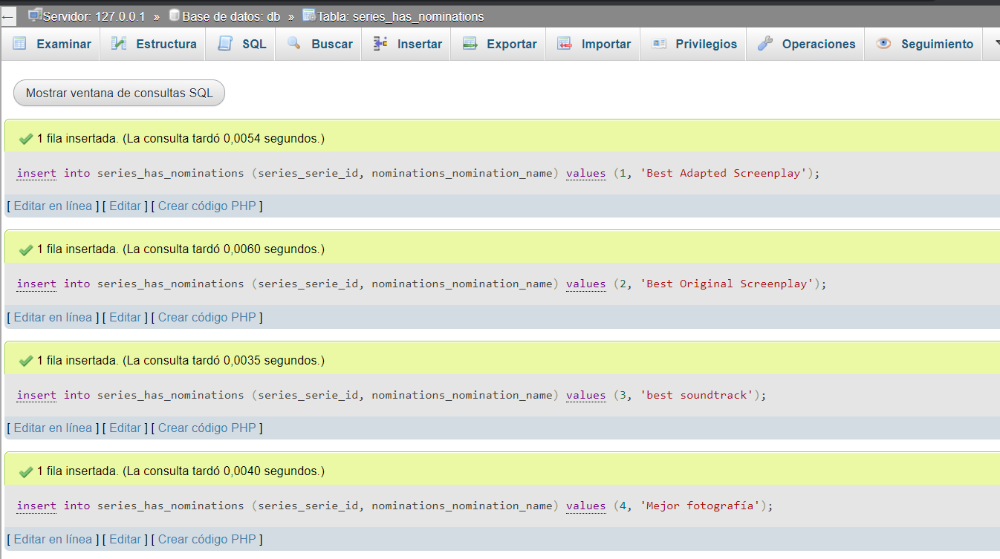 ← Servidor: 127.0.0.1 » Base de datos: db » Tabla: series_has_nominations
Examinar Estructura SQL Buscar Insertar Exportar Importar Privilegios Operaciones Seguimiento
Mostrar ventana de consultas SQL
1 fila insertada. (La consulta tardó 0,0054 segundos.)
insert into series_has_nominations (series_serie_id, nominations_nomination_name) values (1, 'Best Adapted Screenplay');
[ Editar en línea ] [ Editar ] [ Crear código PHP ]
1 fila insertada. (La consulta tardó 0,0060 segundos.)
insert into series_has_nominations (series_serie_id, nominations_nomination_name) values (2, 'Best Original Screenplay');
[ Editar en línea ] [ Editar ] [ Crear código PHP ]
1 fila insertada. (La consulta tardó 0,0035 segundos.)
insert into series_has_nominations (series_serie_id, nominations_nomination_name) values (3, 'best soundtrack');
[ Editar en línea ] [ Editar ] [ Crear código PHP ]
1 fila insertada. (La consulta tardó 0,0040 segundos.)
insert into series_has_nominations (series_serie_id, nominations_nomination_name) values (4, 'Mejor fotografía');
[ Editar en línea ] [ Editar ] [ Crear código PHP ]